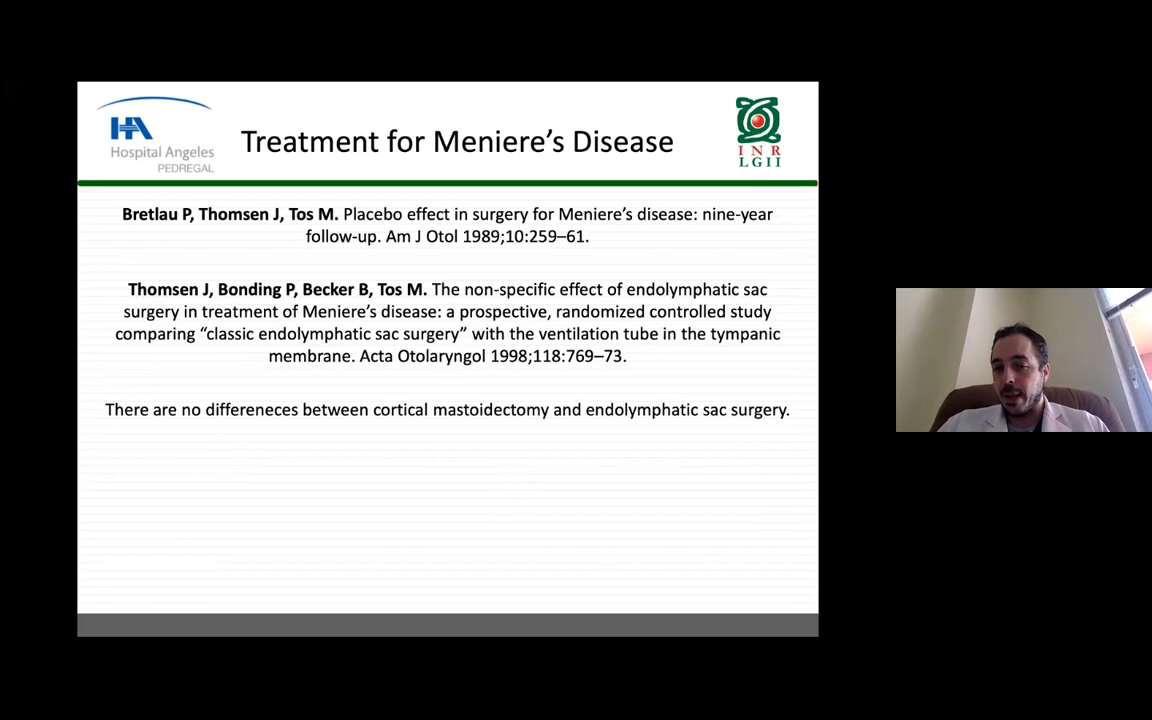 HA
Hospital Angeles
PEDREGAL
Treatment for Meniere's Disease
I N R
L G I I
Bretlau P, Thomsen J, Tos M. Placebo effect in surgery for Meniere's disease: nine-year
follow-up. Am J Otol 1989;10:259–61.
Thomsen J, Bonding P, Becker B, Tos M. The non-specific effect of endolymphatic sac
surgery in treatment of Meniere's disease: a prospective, randomized controlled study
comparing “classic endolymphatic sac surgery” with the ventilation tube in the tympanic
membrane. Acta Otolaryngol 1998;118:769–73.
There are no differeneces between cortical mastoidectomy and endolymphatic sac surgery.